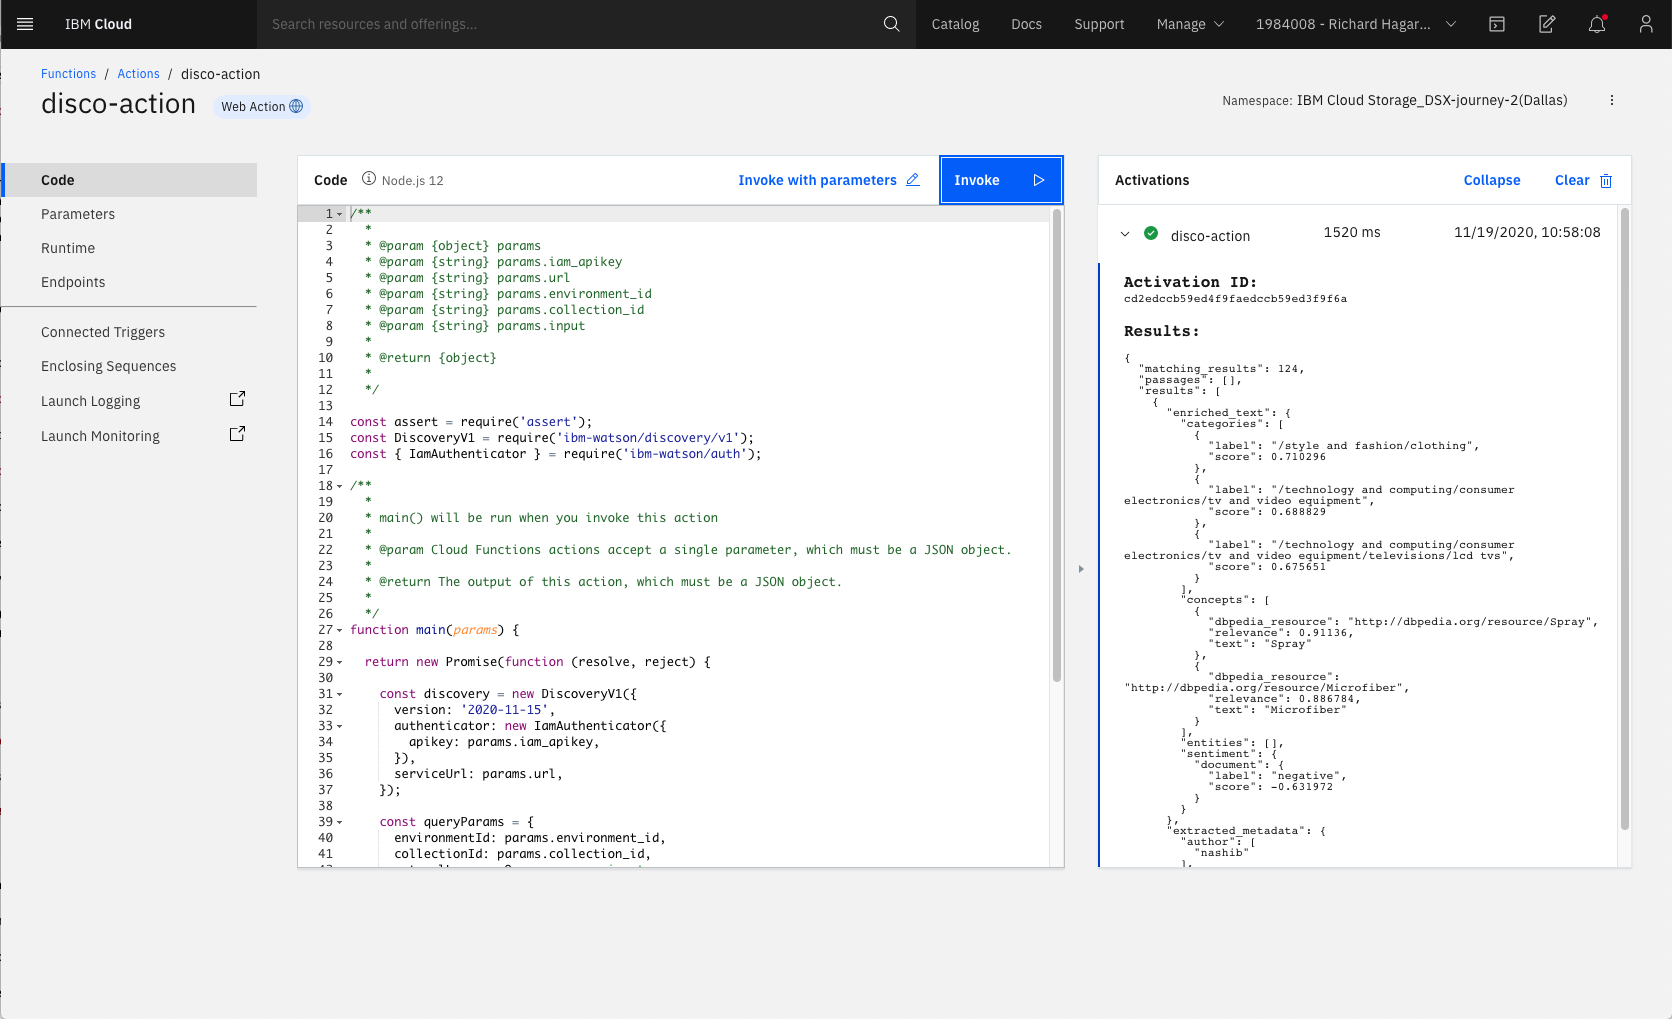 IBM Cloud
Search resources and offerings...
Catalog
Docs
Support
Manage
1984008 - Richard Hagar...
Functions / Actions / disco-action
disco-action
Web Action
Namespace: IBM Cloud Storage_DSX-journey-2(Dallas)
Code
Parameters
Runtime
Endpoints
Connected Triggers
Enclosing Sequences
Launch Logging
Launch Monitoring
Code
Node.js 12
Invoke with parameters
Invoke
1 /**
2 *
3 * @param {object} params
4 * @param {string} params.iam_apikey
5 * @param {string} params.url
6 * @param {string} params.environment_id
7 * @param {string} params.collection_id
8 * @param {string} params.input
9 *
10 * @return {object}
11 *
12 */
13
14 const assert = require('assert');
15 const DiscoveryV1 = require('ibm-watson/discovery/v1');
16 const { IamAuthenticator } = require('ibm-watson/auth');
17
18 /**
19 *
20 * main() will be run when you invoke this action
21 *
22 * @param Cloud Functions actions accept a single parameter, which must be a JSON object.
23 *
24 * @return The output of this action, which must be a JSON object.
25 *
26 */
27 function main(params) {
28
29 return new Promise(function (resolve, reject) {
30
31 const discovery = new DiscoveryV1({
32 version: '2020-11-15',
33 authenticator: new IamAuthenticator({
34 apikey: params.iam_apikey,
35 }),
36 serviceUrl: params.url,
37 });
38
39 const queryParams = {
40 environmentId: params.environment_id,
41 collectionId: params.collection_id,
Activations
Collapse
Clear
disco-action
1520 ms
11/19/2020, 10:58:08
Activation ID:
cd2edccb59ed4f9faedccb59ed3f9f6a
Results:
{
"matching_results": 124,
"passages": [],
"results": [
{
"enriched_text": {
"categories": [
{
"label": "/style and fashion/clothing",
"score": 0.710296
},
{
"label": "/technology and computing/consumer
electronics/tv and video equipment",
"score": 0.688829
},
{
"label": "/technology and computing/consumer
electronics/tv and video equipment/televisions/lcd tvs",
"score": 0.675651
}
],
"concepts": [
{
"dbpedia_resource": "http://dbpedia.org/resource/Spray",
"relevance": 0.91136,
"text": "Spray"
},
{
"dbpedia_resource":
"http://dbpedia.org/resource/Microfiber",
"relevance": 0.886784,
"text": "Microfiber"
}
],
"entities": [],
"sentiment": {
"document": {
"label": "negative",
"score": -0.631972
}
}
},
"extracted_metadata": {
"author": [
"nashib"
],